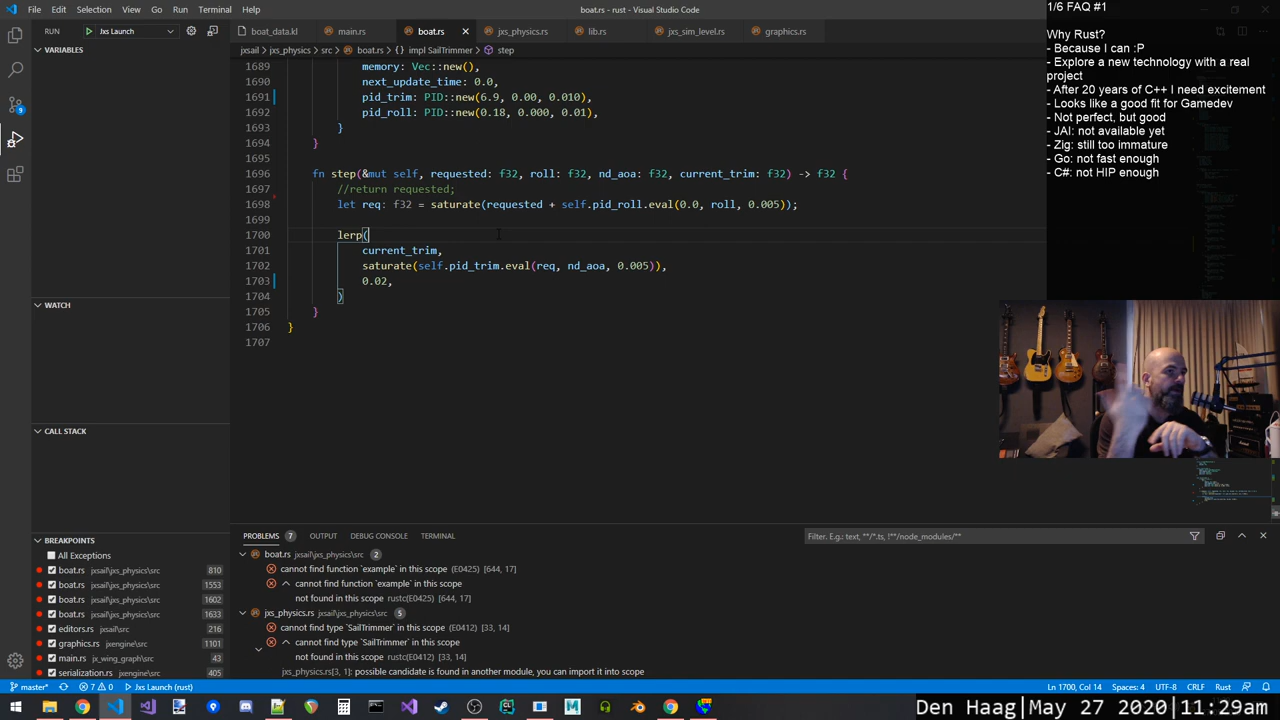 File Edit Selection View Go Run Terminal Help
boat.rs - rust - Visual Studio Code
RUN Jxs Launch
boat_data.kl main.rs boat.rs jxs_physics.rs lib.rs jxs_sim_level.rs graphics.rs
jxsail > jxs_physics > src > boat.rs > {} impl SailTrimmer > step
VARIABLES
WATCH
CALL STACK
BREAKPOINTS
All Exceptions
boat.rs jxsail\jxs_physics\src 810
boat.rs jxsail\jxs_physics\src 1553
boat.rs jxsail\jxs_physics\src 1602
boat.rs jxsail\jxs_physics\src 1633
editors.rs jxsail\src 216
graphics.rs jxengine\src 1101
main.rs jx_wing_graph\src 43
serialization.rs jxengine\src 405
1689 memory: Vec::new(),
1690 next_update_time: 0.0,
1691 pid_trim: PID::new(6.9, 0.00, 0.010),
1692 pid_roll: PID::new(0.18, 0.000, 0.01),
1693 }
1694 }
1695
1696 fn step(&mut self, requested: f32, roll: f32, nd_aoa: f32, current_trim: f32) -> f32 {
1697 //return requested;
1698 let req: f32 = saturate(requested + self.pid_roll.eval(0.0, roll, 0.005));
1699
1700 lerp(
1701 current_trim,
1702 saturate(self.pid_trim.eval(req, nd_aoa, 0.005)),
1703 0.02,
1704 )
1705 }
1706 }
1707
PROBLEMS 7 OUTPUT DEBUG CONSOLE TERMINAL
Filter. E.g.: text, **/*.ts, !**/node_modules/**
boat.rs jxsail\jxs_physics\src 2
cannot find function `example` in this scope (E0425) [644, 17]
cannot find function `example` in this scope
not found in this scope rustc(E0425) [644, 17]
jxs_physics.rs jxsail\jxs_physics\src 5
cannot find type `SailTrimmer` in this scope (E0412) [33, 14]
cannot find type `SailTrimmer` in this scope
not found in this scope rustc(E0412) [33, 14]
jxs_physics.rs[3, 1]: possible candidate is found in another module, you can import it into scope
1/6 FAQ #1
Why Rust?
- Because I can :P
- Explore a new technology with a real
project
- After 20 years of C++ I need excitement
- Looks like a good fit for Gamedev
- Not perfect, but good
- JAI: not available yet
- Zig: still too immature
- Go: not fast enough
- C#: not HIP enough
9
master* 7 0 Jxs Launch (rust)
Ln 1700, Col 14 Spaces: 4 UTF-8 CRLF Rust
Den Haag|May 27 2020|11:29am